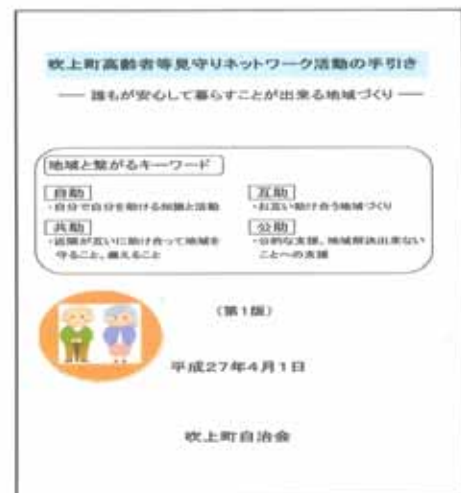 吹上町高齢者等見守りネットワーク活動の手引き
── 誰もが安心して暮らすことが出来る地域づくり ──
地域と繋がるキーワード
自助
・自分で自分を助ける知識と活動
互助
・お互い助け合う地域づくり
共助
・近隣が互いに助け合って地域を
守ること、備えること
公助
・公的な支援、地域解決出来ない
ことへの支援
(第1版)
平成27年4月1日
吹上町自治会